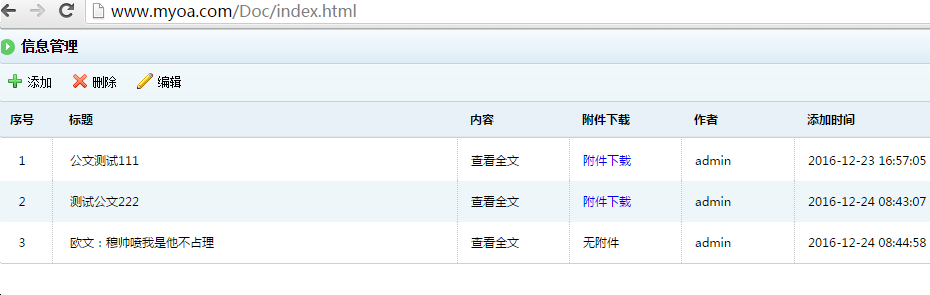 www.myoa.com/Doc/index.html
信息管理
添加 删除 编辑
序号 标题 内容 附件下载 作者 添加时间
1 公文测试111 查看全文 附件下载 admin 2016-12-23 16:57:05
2 测试公文222 查看全文 附件下载 admin 2016-12-24 08:43:07
3 欧文：穆帅喷我是他不占理 查看全文 无附件 admin 2016-12-24 08:44:58